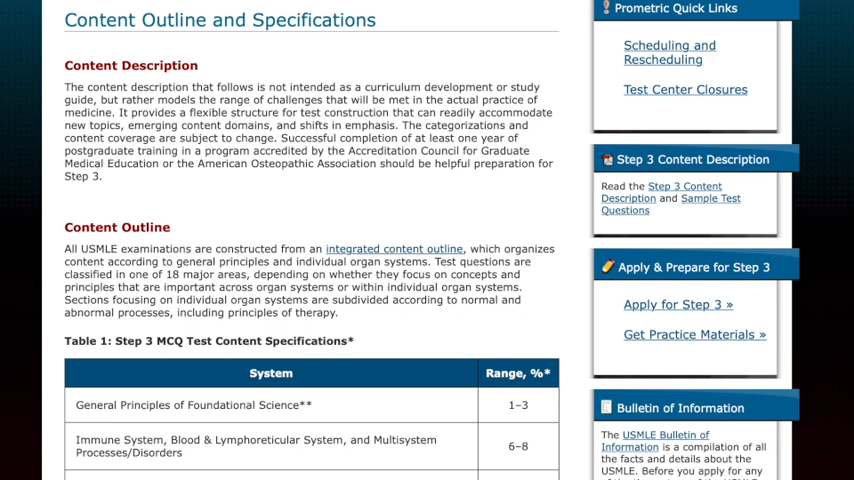 Content Outline and Specifications
Content Description
The content description that follows is not intended as a curriculum development or study
guide, but rather models the range of challenges that will be met in the actual practice of
medicine. It provides a flexible structure for test construction that can readily accommodate
new topics, emerging content domains, and shifts in emphasis. The categorizations and
content coverage are subject to change. Successful completion of at least one year of
postgraduate training in a program accredited by the Accreditation Council for Graduate
Medical Education or the American Osteopathic Association should be helpful preparation for
Step 3.
Content Outline
All USMLE examinations are constructed from an integrated content outline, which organizes
content according to general principles and individual organ systems. Test questions are
classified in one of 18 major areas, depending on whether they focus on concepts and
principles that are important across organ systems or within individual organ systems.
Sections focusing on individual organ systems are subdivided according to normal and
abnormal processes, including principles of therapy.
Table 1: Step 3 MCQ Test Content Specifications*
System Range, %*
General Principles of Foundational Science** 1–3
Immune System, Blood & Lymphoreticular System, and Multisystem
Processes/Disorders
6–8
Prometric Quick Links
Scheduling and
Rescheduling
Test Center Closures
Step 3 Content Description
Read the Step 3 Content
Description and Sample Test
Questions
Apply & Prepare for Step 3
Apply for Step 3 »
Get Practice Materials »
Bulletin of Information
The USMLE Bulletin of
Information is a compilation of all
the facts and details about the
USMLE. Before you apply for any